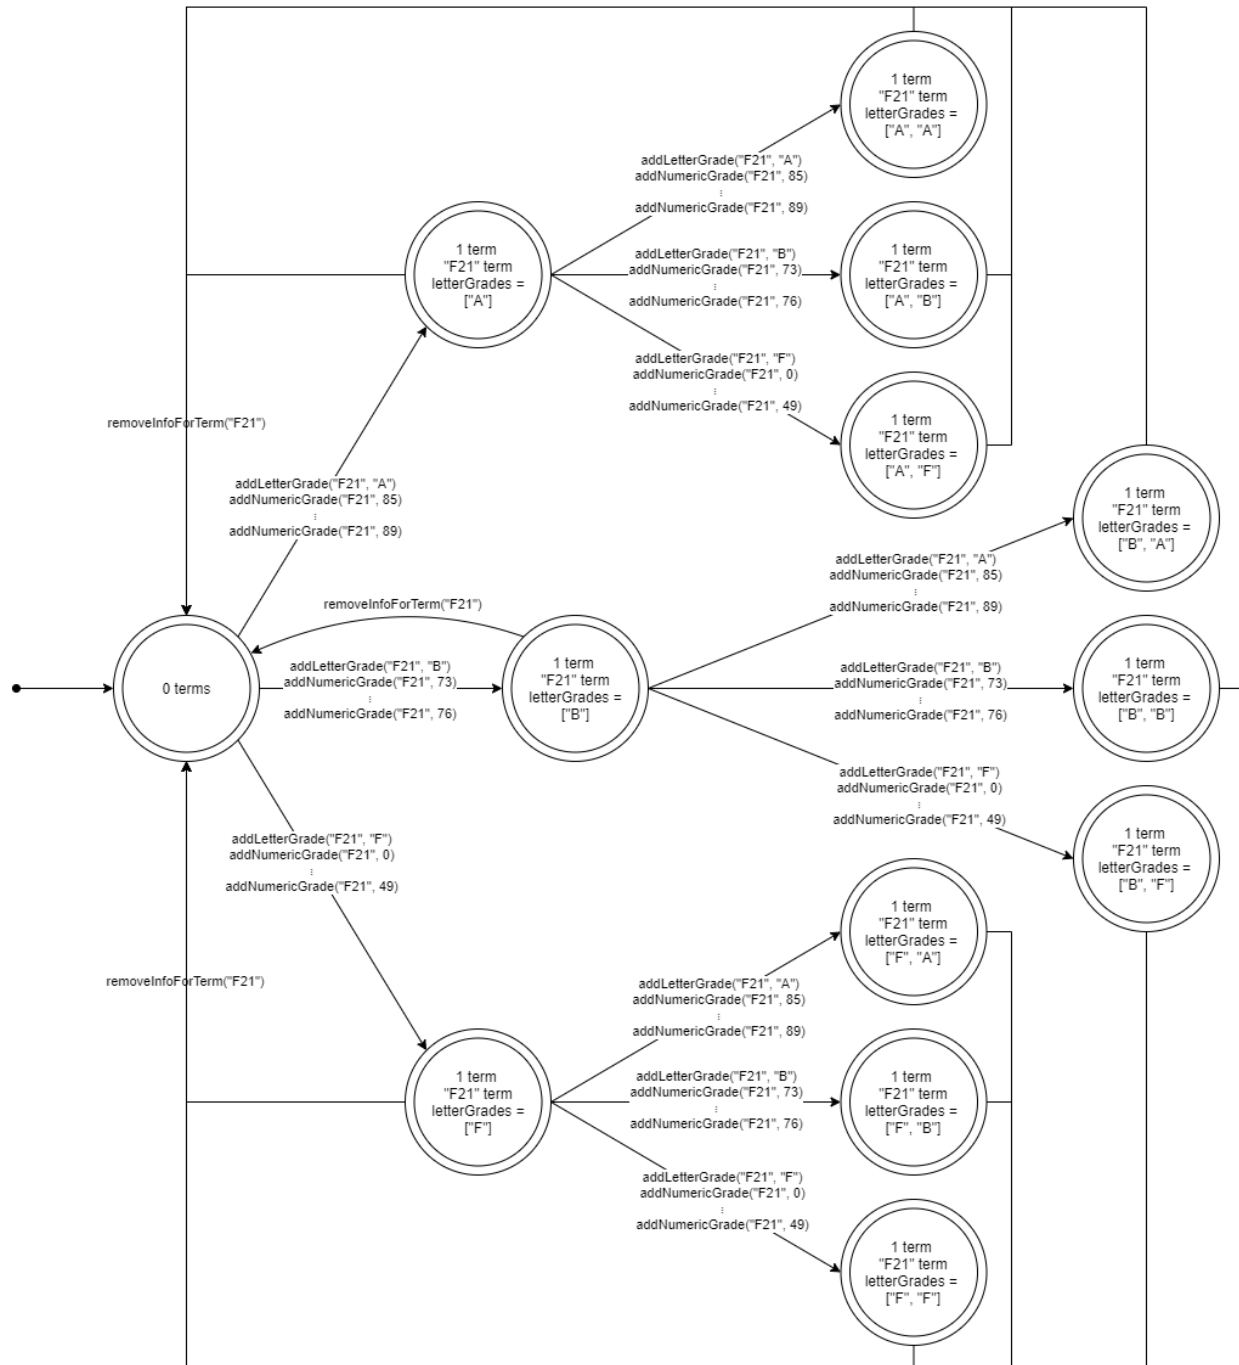 1 term
"F21" term
letterGrades =
["A", "A"]
addLetterGrade("F21", "A")
addNumericGrade("F21", 85)
⋮
addNumericGrade("F21", 89)
1 term
"F21" term
letterGrades =
["A"]
addLetterGrade("F21", "B")
addNumericGrade("F21", 73)
⋮
addNumericGrade("F21", 76)
1 term
"F21" term
letterGrades =
["A", "B"]
addLetterGrade("F21", "F")
addNumericGrade("F21", 0)
⋮
addNumericGrade("F21", 49)
1 term
"F21" term
letterGrades =
["A", "F"]
removeInfoForTerm("F21")
addLetterGrade("F21", "A")
addNumericGrade("F21", 85)
⋮
addNumericGrade("F21", 89)
1 term
"F21" term
letterGrades =
["B", "A"]
addLetterGrade("F21", "A")
addNumericGrade("F21", 85)
⋮
addNumericGrade("F21", 89)
removeInfoForTerm("F21")
0 terms
addLetterGrade("F21", "B")
addNumericGrade("F21", 73)
⋮
addNumericGrade("F21", 76)
1 term
"F21" term
letterGrades =
["B"]
addLetterGrade("F21", "B")
addNumericGrade("F21", 73)
⋮
addNumericGrade("F21", 76)
1 term
"F21" term
letterGrades =
["B", "B"]
addLetterGrade("F21", "F")
addNumericGrade("F21", 0)
⋮
addNumericGrade("F21", 49)
1 term
"F21" term
letterGrades =
["B", "F"]
addLetterGrade("F21", "F")
addNumericGrade("F21", 0)
⋮
addNumericGrade("F21", 49)
1 term
"F21" term
letterGrades =
["F", "A"]
removeInfoForTerm("F21")
addLetterGrade("F21", "A")
addNumericGrade("F21", 85)
⋮
addNumericGrade("F21", 89)
1 term
"F21" term
letterGrades =
["F"]
addLetterGrade("F21", "B")
addNumericGrade("F21", 73)
⋮
addNumericGrade("F21", 76)
1 term
"F21" term
letterGrades =
["F", "B"]
addLetterGrade("F21", "F")
addNumericGrade("F21", 0)
⋮
addNumericGrade("F21", 49)
1 term
"F21" term
letterGrades =
["F", "F"]